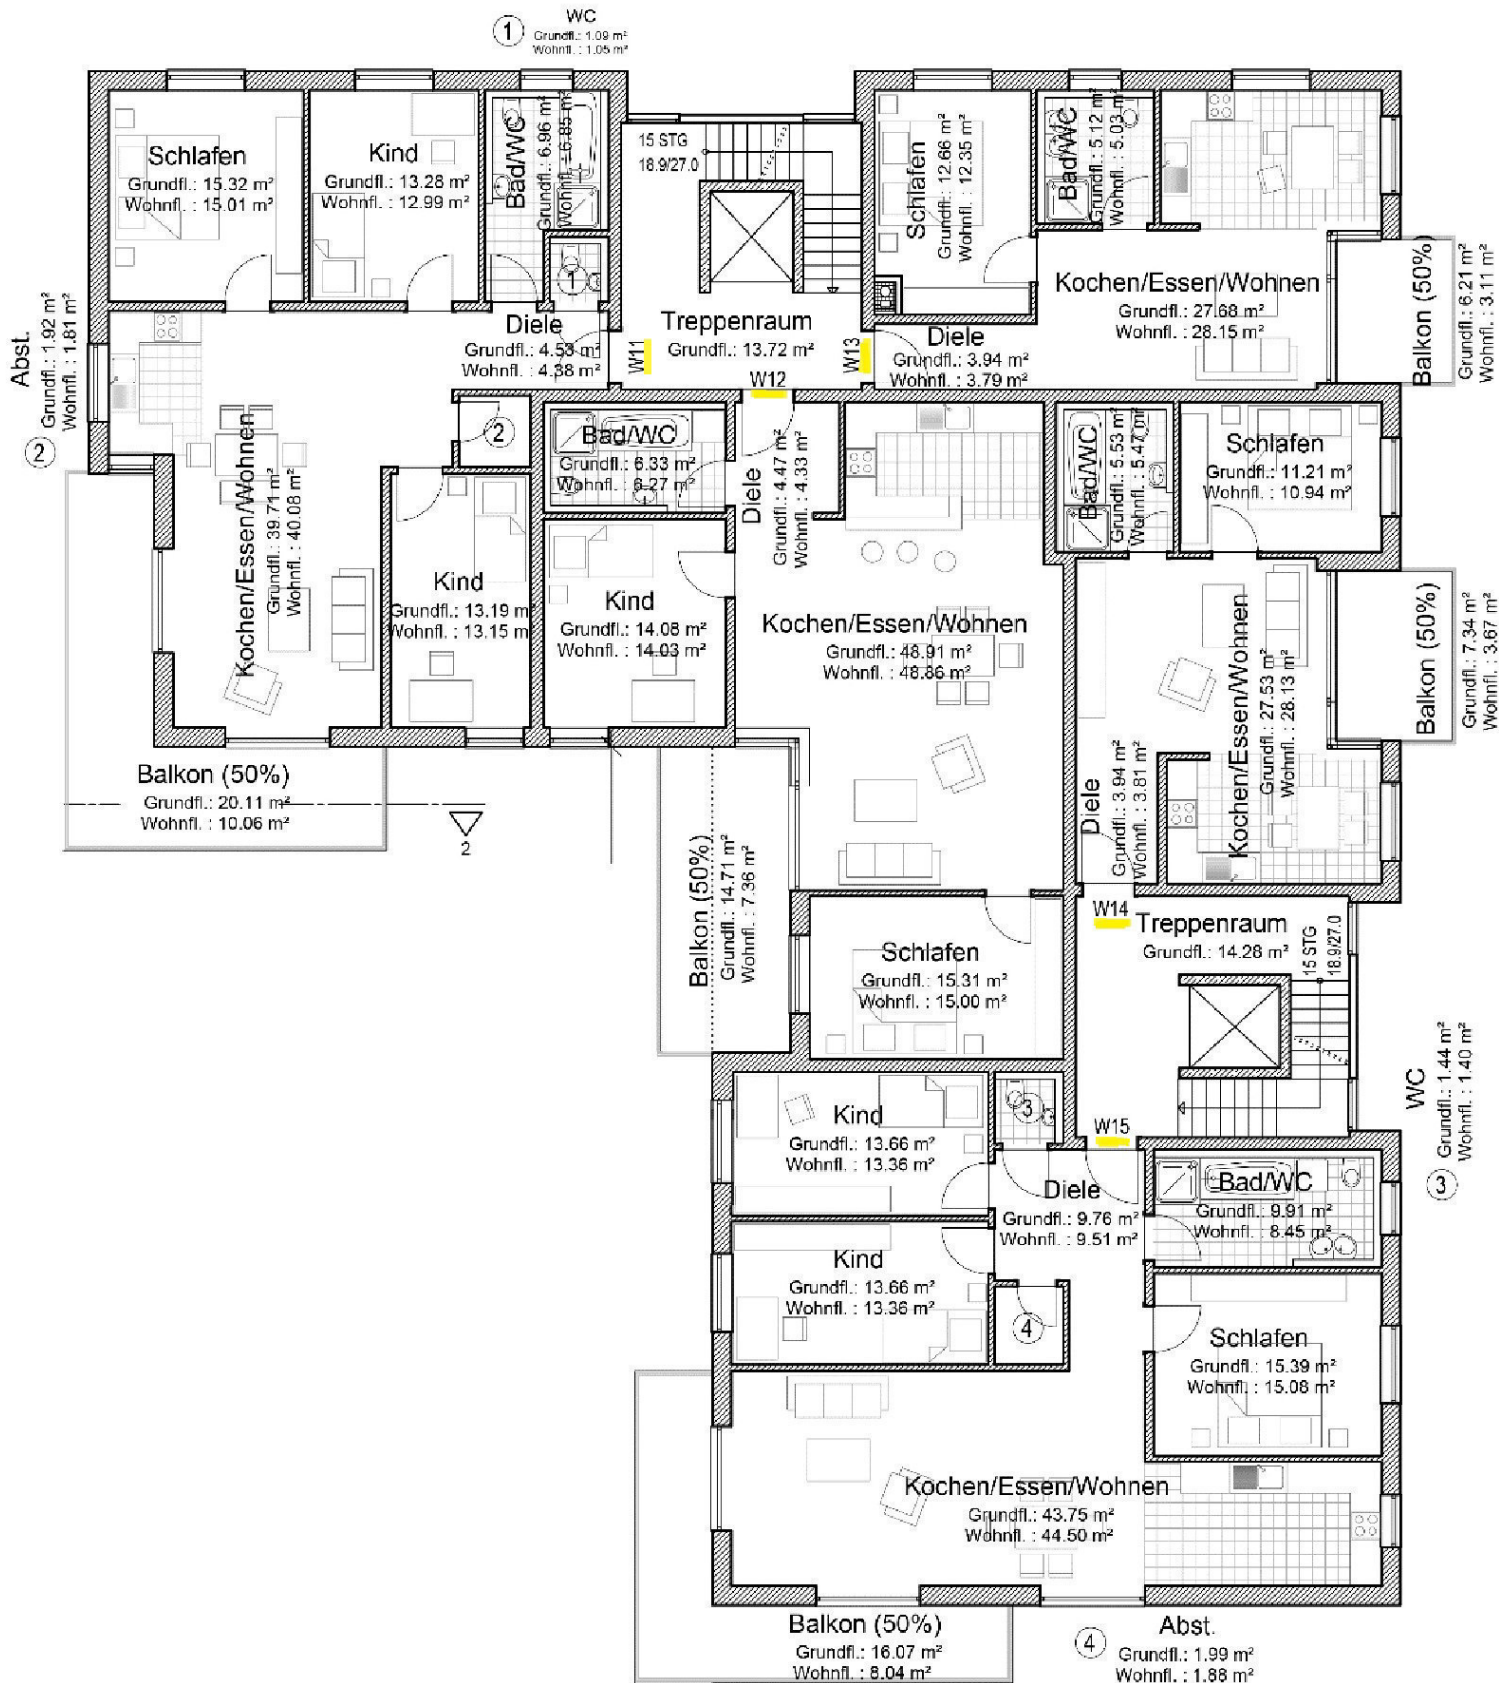 1
WC
Grundfl.: 1.09 m²
Wohnfl. : 1.05 m²
Schlafen
Grundfl.: 15.32 m²
Wohnfl. : 15.01 m²
Kind
Grundfl.: 13.28 m²
Wohnfl. : 12.99 m²
Bad/WC
Grundfl.: 6.96 m²
Wohnfl. : 6.85 m²
1
15 STG
18.9/27.0
Schlafen
Grundfl.: 12.66 m²
Wohnfl. : 12.35 m²
Bad/WC
Grundfl.: 5.12 m²
Wohnfl. : 5.03 m²
Kochen/Essen/Wohnen
Grundfl.: 27.68 m²
Wohnfl. : 28.15 m²
Balkon (50%)
Grundfl.: 6.21 m²
Wohnfl. : 3.11 m²
Abst.
Grundfl.: 1.92 m²
Wohnfl. : 1.81 m²
2
Diele
Grundfl.: 4.53 m²
Wohnfl. : 4.38 m²
W11
Treppenraum
Grundfl.: 13.72 m²
W12
W13
Diele
Grundfl.: 3.94 m²
Wohnfl. : 3.79 m²
2
Kochen/Essen/Wohnen
Grundfl.: 39.71 m²
Wohnfl. : 40.08 m²
Bad/WC
Grundfl.: 6.33 m²
Wohnfl. : 6.27 m²
Diele
Grundfl.: 4.47 m²
Wohnfl. : 4.33 m²
Bad/WC
Grundfl.: 5.53 m²
Wohnfl. : 5.47 m²
Schlafen
Grundfl.: 11.21 m²
Wohnfl. : 10.94 m²
Kind
Grundfl.: 13.19 m
Wohnfl. : 13.15 m
Kind
Grundfl.: 14.08 m²
Wohnfl. : 14.03 m²
Kochen/Essen/Wohnen
Grundfl.: 48.91 m²
Wohnfl. : 48.86 m²
Kochen/Essen/Wohnen
Grundfl.: 27.53 m²
Wohnfl. : 28.13 m²
Balkon (50%)
Grundfl.: 7.34 m²
Wohnfl. : 3.67 m²
Balkon (50%)
Grundfl.: 20.11 m²
Wohnfl. : 10.06 m²
2
Balkon (50%)
Grundfl.: 14.71 m²
Wohnfl. : 7.36 m²
Diele
Grundfl.: 3.94 m²
Wohnfl. : 3.81 m²
W14
Treppenraum
Grundfl.: 14.28 m²
15 STG
18.9/27.0
Schlafen
Grundfl.: 15.31 m²
Wohnfl. : 15.00 m²
WC
Grundfl.: 1.44 m²
Wohnfl. : 1.40 m²
3
Kind
Grundfl.: 13.66 m²
Wohnfl. : 13.36 m²
3
W15
Diele
Grundfl.: 9.76 m²
Wohnfl. : 9.51 m²
Bad/WC
Grundfl.: 9.91 m²
Wohnfl. : 8.45 m²
Kind
Grundfl.: 13.66 m²
Wohnfl. : 13.36 m²
4
Schlafen
Grundfl.: 15.39 m²
Wohnfl. : 15.08 m²
Kochen/Essen/Wohnen
Grundfl.: 43.75 m²
Wohnfl. : 44.50 m²
Balkon (50%)
Grundfl.: 16.07 m²
Wohnfl. : 8.04 m²
4
Abst.
Grundfl.: 1.99 m²
Wohnfl. : 1.88 m²